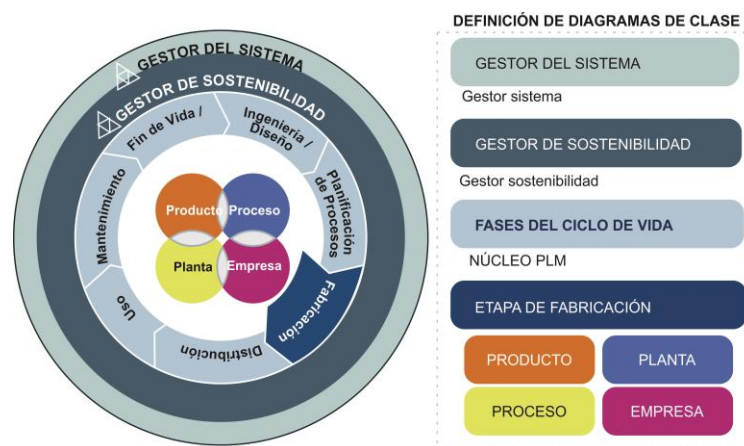 GESTOR DEL SISTEMA
GESTOR DE SOSTENIBILIDAD
Fin de Vida /
Ingeniería /
Diseño
Planificación
de Procesos
Fabricación
Distribución
Uso
Mantenimiento
Producto
Proceso
Planta
Empresa
DEFINICIÓN DE DIAGRAMAS DE CLASE
GESTOR DEL SISTEMA
Gestor sistema
GESTOR DE SOSTENIBILIDAD
Gestor sostenibilidad
FASES DEL CICLO DE VIDA
NÚCLEO PLM
ETAPA DE FABRICACIÓN
PRODUCTO
PLANTA
PROCESO
EMPRESA